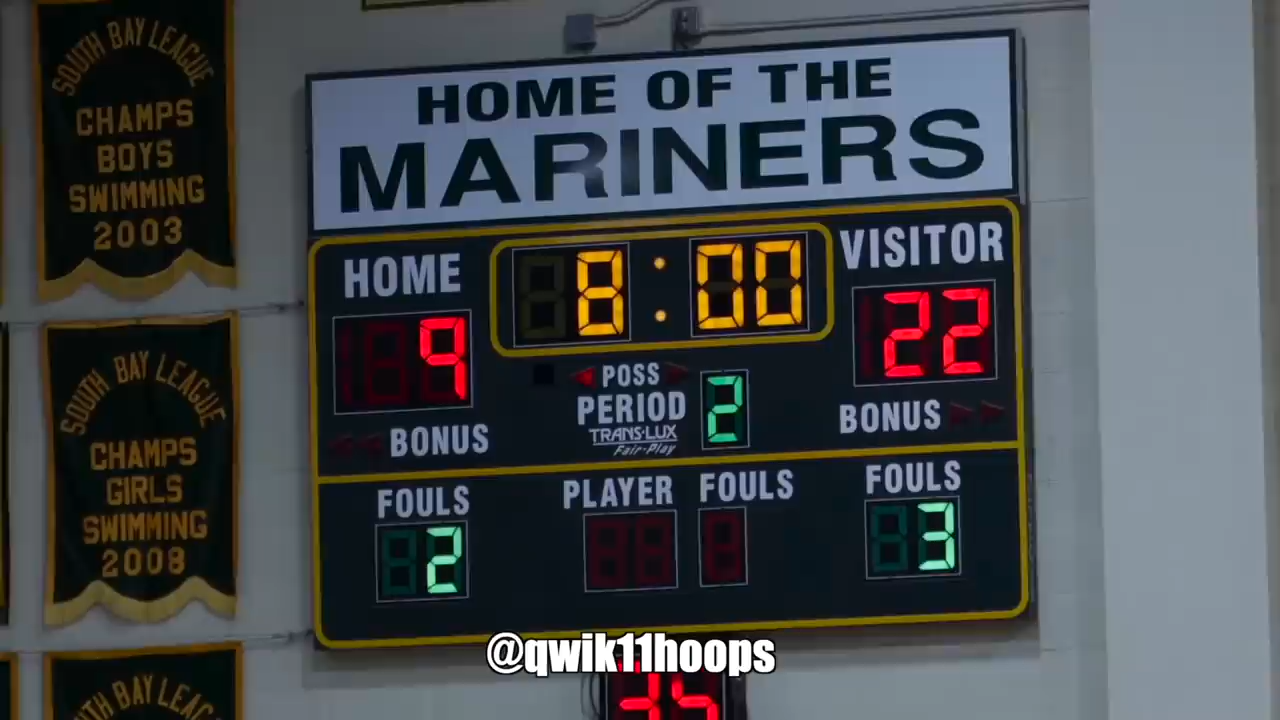 SOUTH BAY LEAGUE
CHAMPS
BOYS
SWIMMING
2003
SOUTH BAY LEAGUE
CHAMPS
GIRLS
SWIMMING
2008
SOUTH BAY LEAGUE
HOME OF THE
MARINERS
HOME 8:00 VISITOR
9 22
POSS
PERIOD 2
TRANS-LUX
Fair-Play
BONUS BONUS
FOULS PLAYER FOULS FOULS
2 3
@qwik11hoops
35